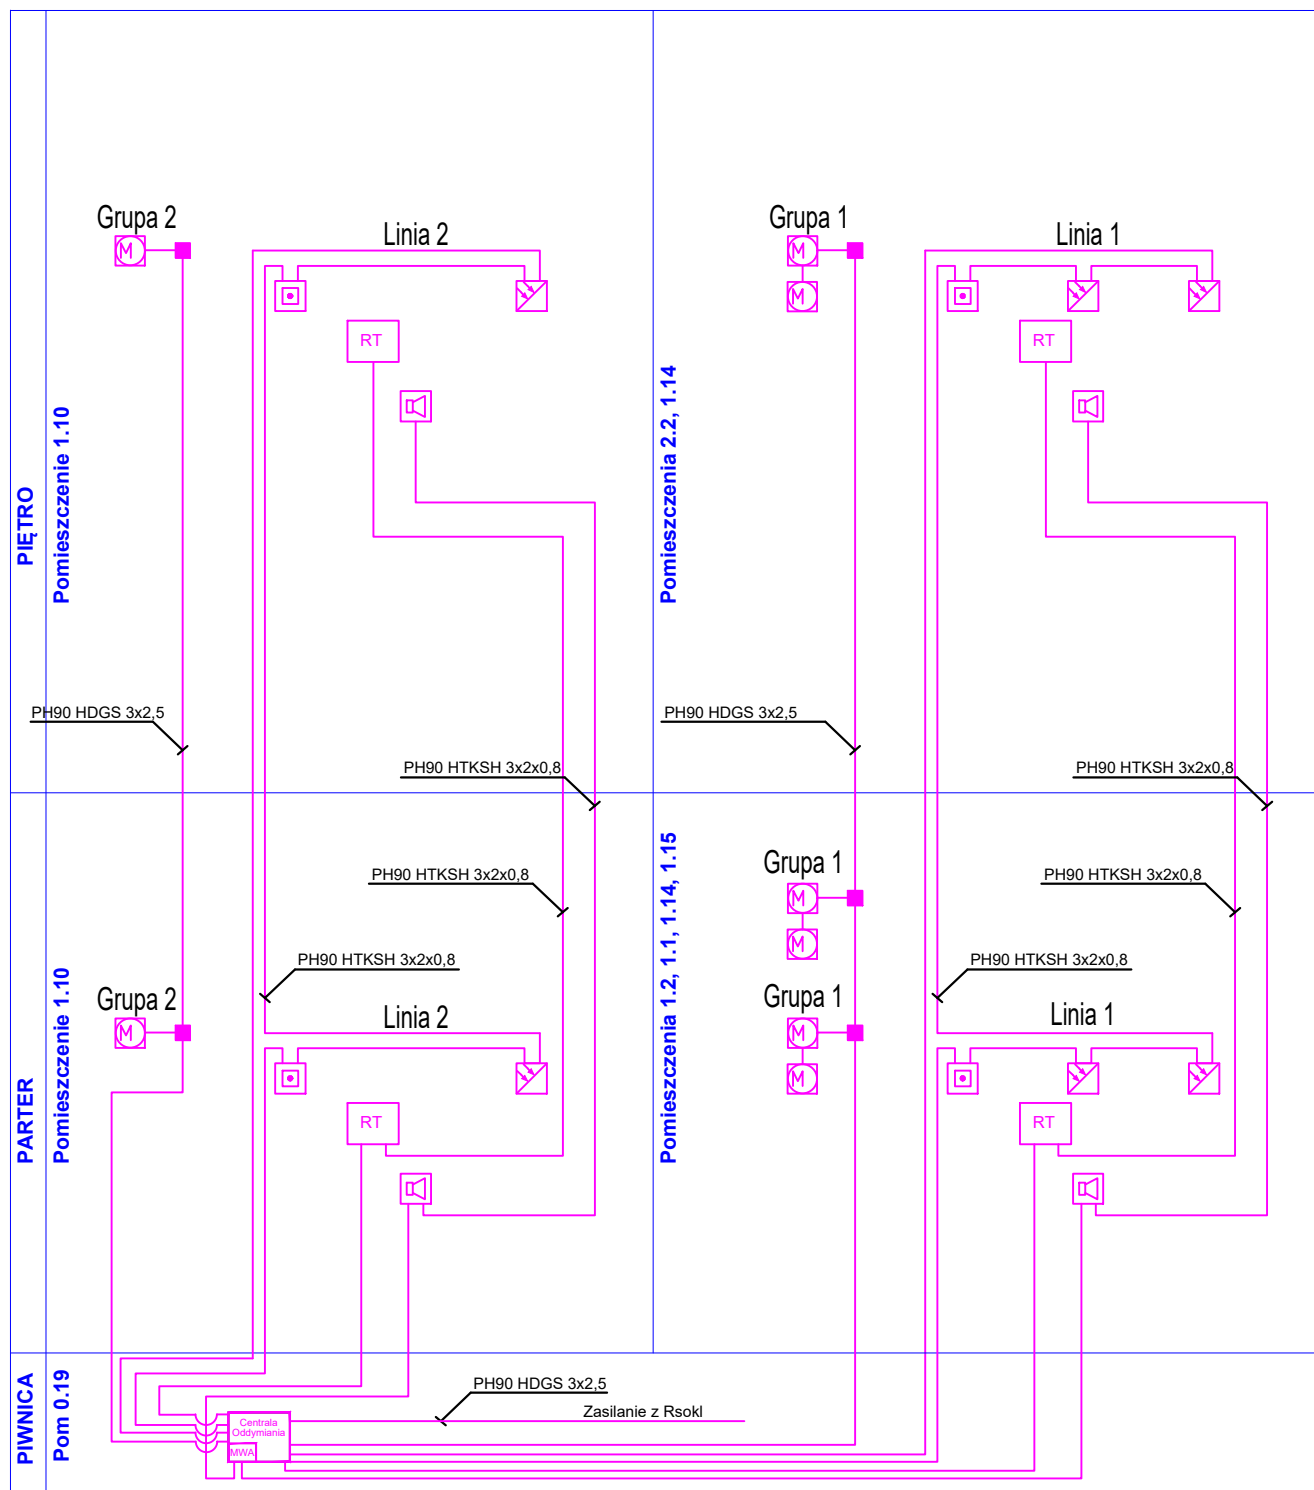 PIĘTRO
Pomieszczenie 1.10
Grupa 2
M
Linia 2
RT
PH90 HDGS 3x2,5
PH90 HTKSH 3x2x0,8
Pomieszczenia 2.2, 1.14
Grupa 1
M
M
Linia 1
RT
PH90 HDGS 3x2,5
PH90 HTKSH 3x2x0,8
PARTER
Pomieszczenie 1.10
PH90 HTKSH 3x2x0,8
PH90 HTKSH 3x2x0,8
Grupa 2
M
Linia 2
RT
Pomieszczenia 1.2, 1.1, 1.14, 1.15
Grupa 1
M
M
PH90 HTKSH 3x2x0,8
PH90 HTKSH 3x2x0,8
Grupa 1
M
M
Linia 1
RT
PIWNICA
Pom 0.19
PH90 HDGS 3x2,5
Zasilanie z Rsokl
Centrala
Oddymiania
MWA